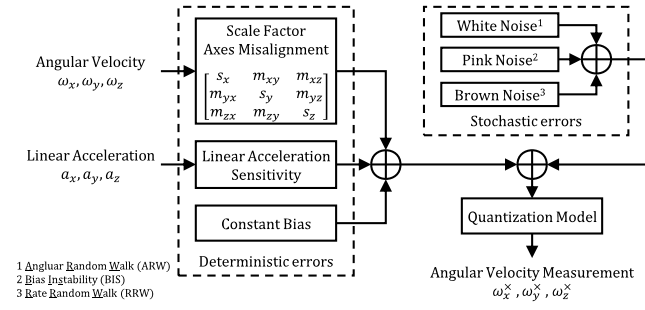 Angular Velocity
ωx, ωy, ωz
Linear Acceleration
ax, ay, az
Scale Factor
Axes Misalignment
sx mxy mxz
myx sy myz
mzx mzy sz
Linear Acceleration
Sensitivity
Constant Bias
Deterministic errors
White Noise¹
Pink Noise²
Brown Noise³
Stochastic errors
Quantization Model
Angular Velocity Measurement
ωx×, ωy×, ωz×
1 Angluar Random Walk (ARW)
2 Bias Instability (BIS)
3 Rate Random Walk (RRW)